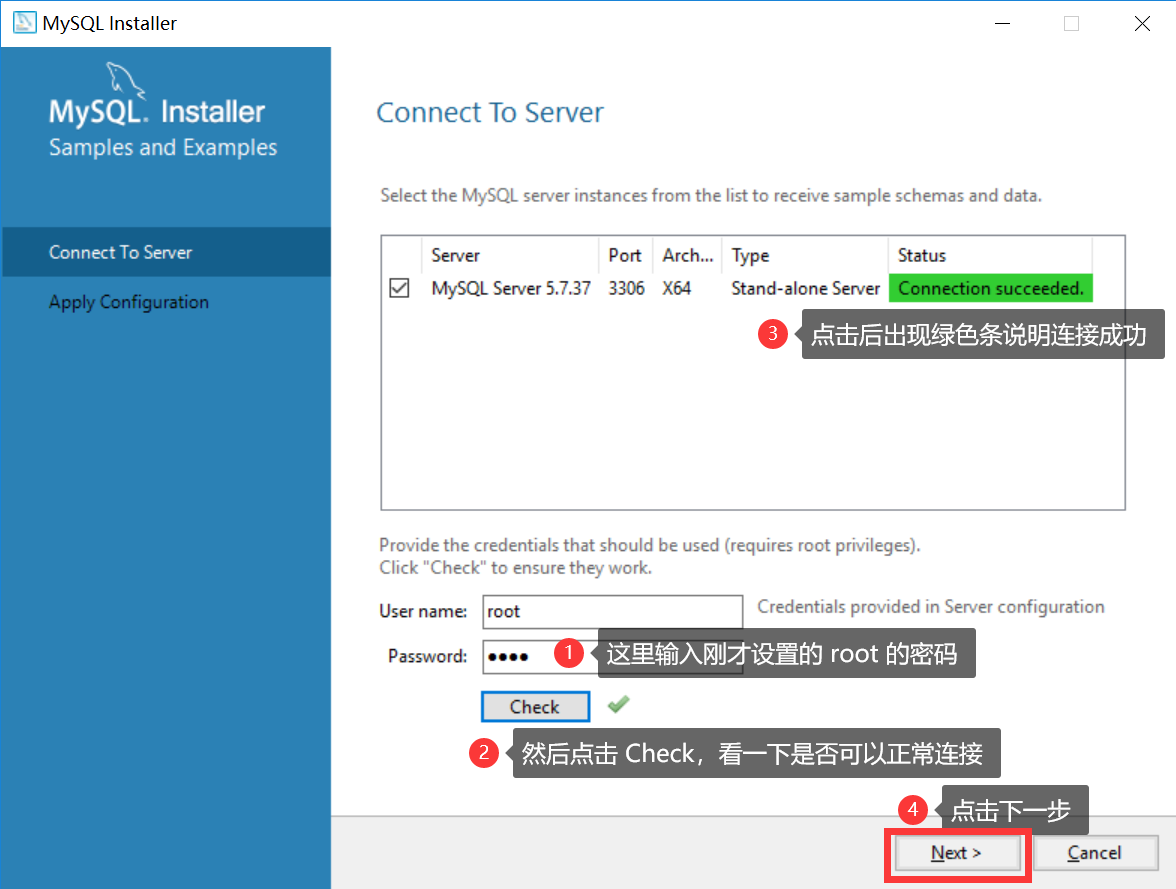 MySQL Installer
MySQL. Installer
Samples and Examples
Connect To Server
Apply Configuration
Connect To Server
Select the MySQL server instances from the list to receive sample schemas and data.
Server Port Arch... Type Status
MySQL Server 5.7.37 3306 X64 Stand-alone Server Connection succeeded.
3 点击后出现绿色条说明连接成功
Provide the credentials that should be used (requires root privileges).
Click "Check" to ensure they work.
User name: root Credentials provided in Server configuration
Password: ●●●● 1 这里输入刚才设置的 root 的密码
Check
2 然后点击 Check，看一下是否可以正常连接
4 点击下一步
Next > Cancel